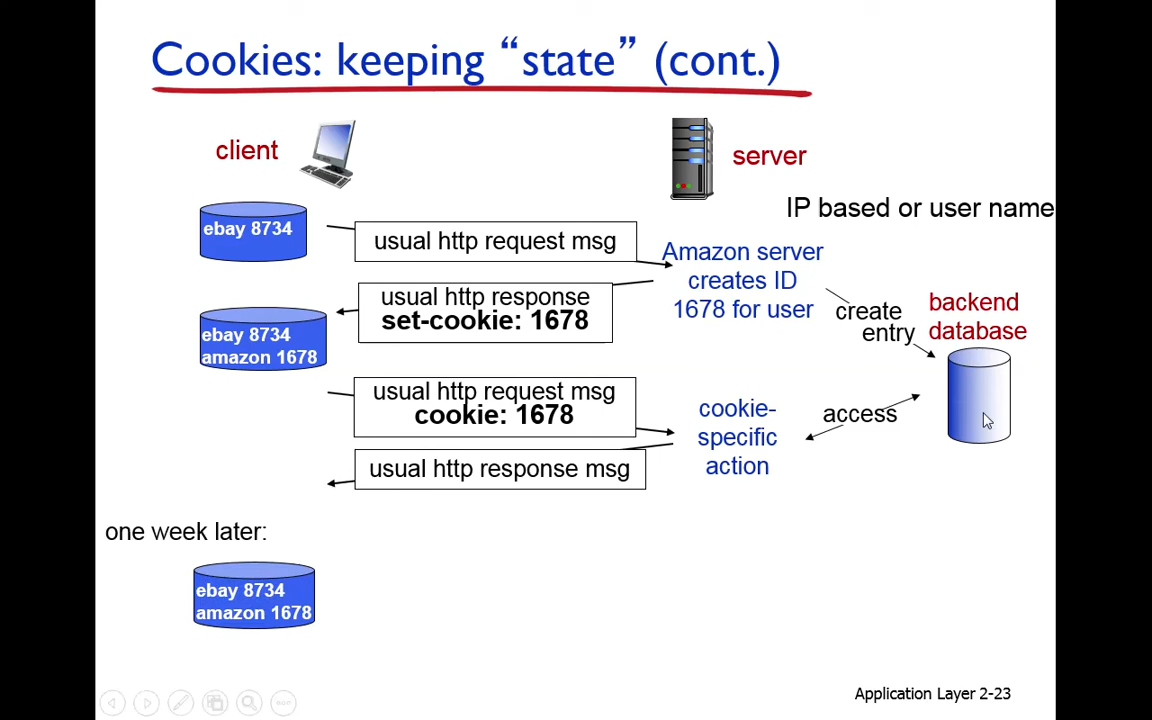 Cookies: keeping “state” (cont.)
client
server
IP based or user name
ebay 8734
usual http request msg
Amazon server
creates ID
1678 for user
usual http response
set-cookie: 1678
create
entry
backend
database
ebay 8734
amazon 1678
usual http request msg
cookie: 1678
cookie-
specific
action
access
usual http response msg
one week later:
ebay 8734
amazon 1678
Application Layer 2-23